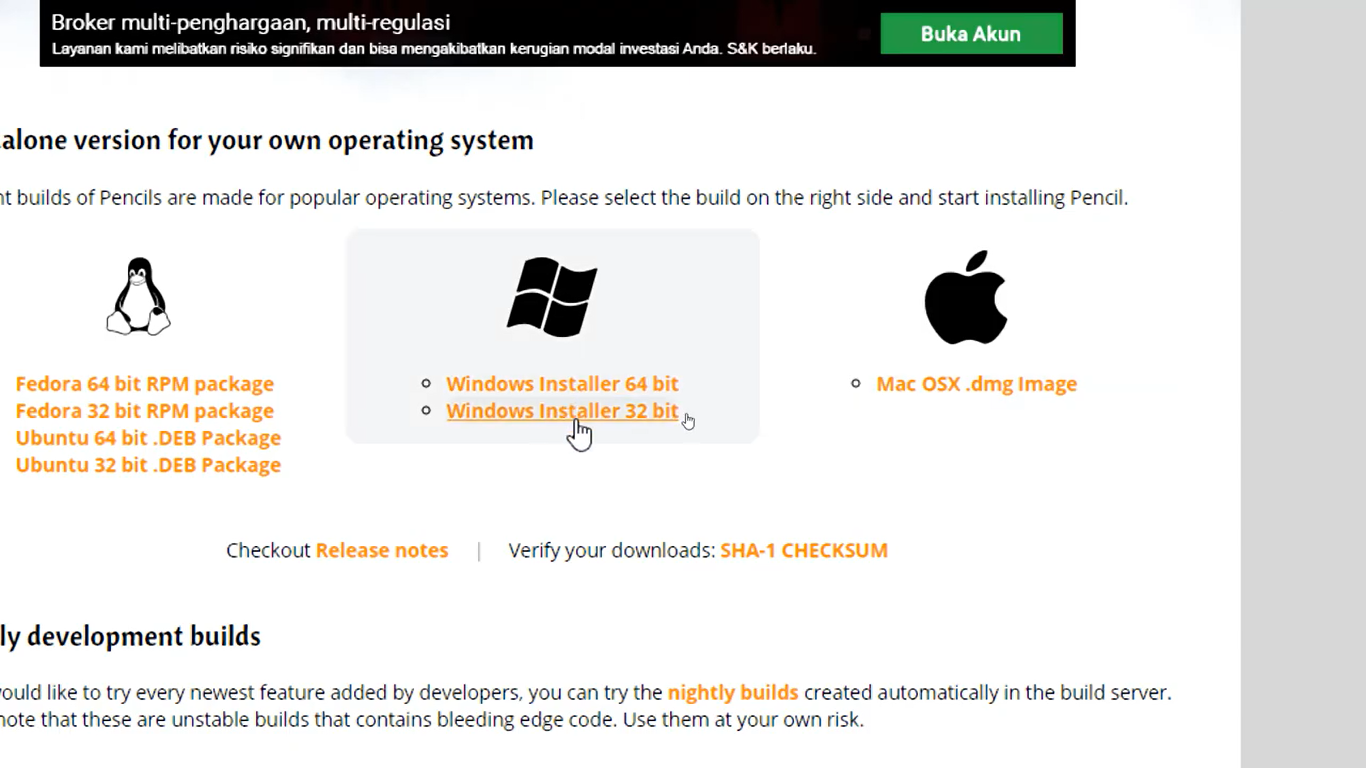 Broker multi-penghargaan, multi-regulasi
Layanan kami melibatkan risiko signifikan dan bisa mengakibatkan kerugian modal investasi Anda. S&K berlaku.
Buka Akun
alone version for your own operating system
nt builds of Pencils are made for popular operating systems. Please select the build on the right side and start installing Pencil.
Fedora 64 bit RPM package
Fedora 32 bit RPM package
Ubuntu 64 bit .DEB Package
Ubuntu 32 bit .DEB Package
Windows Installer 64 bit
Windows Installer 32 bit
Mac OSX .dmg Image
Checkout Release notes | Verify your downloads: SHA-1 CHECKSUM
ly development builds
ould like to try every newest feature added by developers, you can try the nightly builds created automatically in the build server.
note that these are unstable builds that contains bleeding edge code. Use them at your own risk.